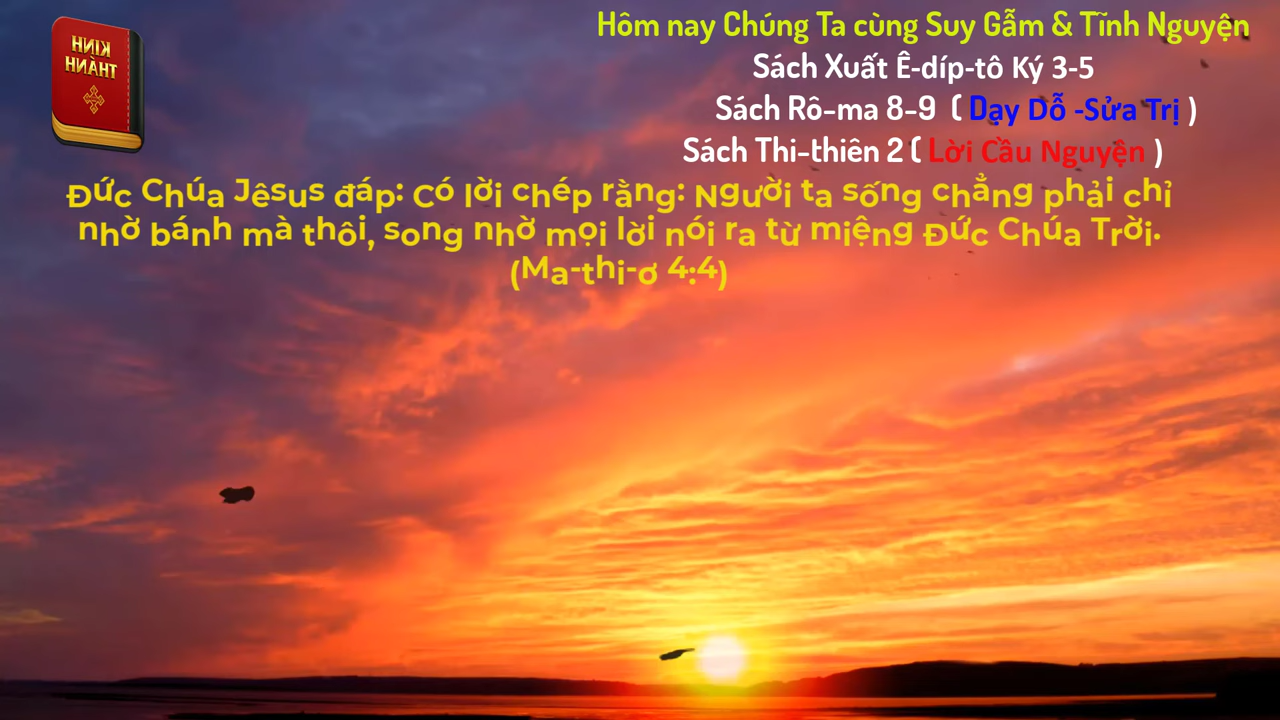 KINH
THÁNH
Hôm nay Chúng Ta cùng Suy Gẫm & Tĩnh Nguyện
Sách Xuất Ê-díp-tô Ký 3-5
Sách Rô-ma 8-9 ( Dạy Dỗ -Sửa Trị )
Sách Thi-thiên 2 ( Lời Cầu Nguyện )
Đức Chúa Jêsus đáp: Có lời chép rằng: Người ta sống chẳng phải chỉ
nhờ bánh mà thôi, song nhờ mọi lời nói ra từ miệng Đức Chúa Trời.
(Ma-thi-ơ 4:4)